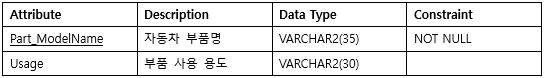 Attribute Description Data Type Constraint
Part_ModelName 자동차 부품명 VARCHAR2(35) NOT NULL
Usage 부품 사용 용도 VARCHAR2(30)